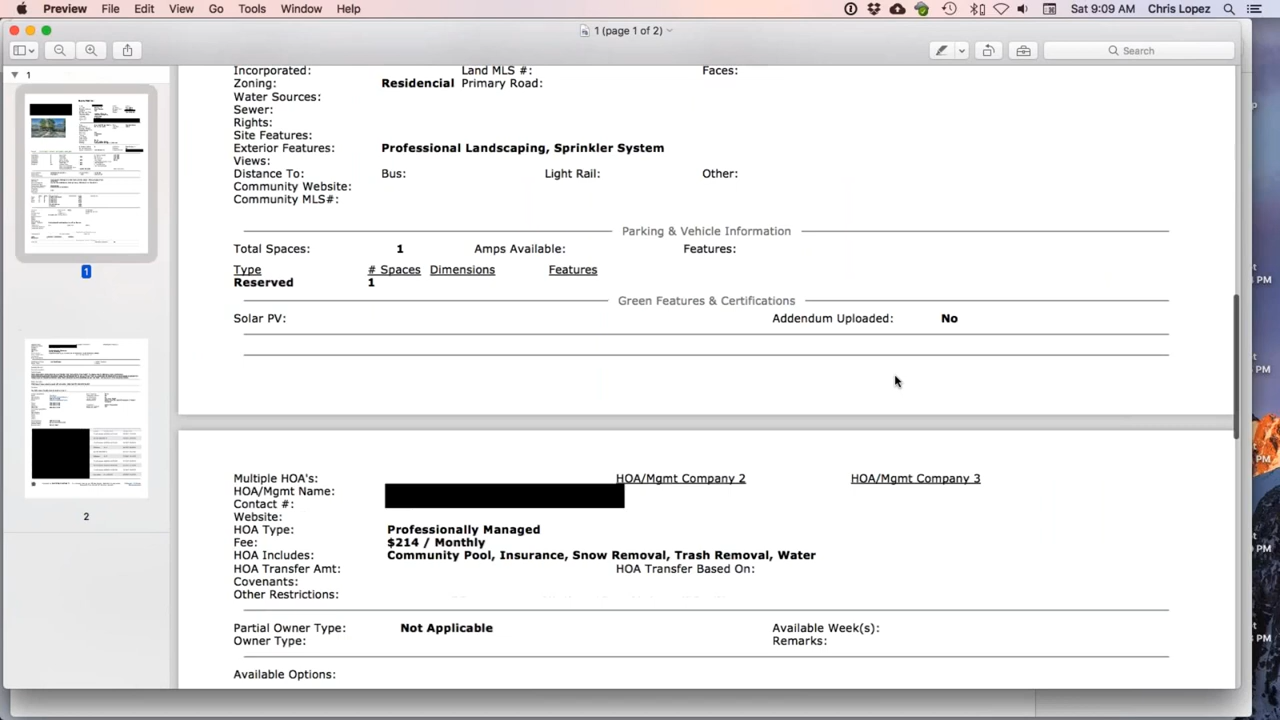 Preview File Edit View Go Tools Window Help Sat 9:09 AM Chris Lopez
1 (page 1 of 2)
Search
1
Incorporated: Land MLS #: Faces:
Zoning: Residencial Primary Road:
Water Sources:
Sewer:
Rights:
Site Features:
Exterior Features: Professional Landscaping, Sprinkler System
Views:
Distance To: Bus: Light Rail: Other:
Community Website:
Community MLS#:
Parking & Vehicle Information
Total Spaces: 1 Amps Available: Features:
Type # Spaces Dimensions Features
Reserved 1
Green Features & Certifications
Solar PV: Addendum Uploaded: No
1
Multiple HOA's: HOA/Mgmt Company 2 HOA/Mgmt Company 3
HOA/Mgmt Name:
Contact #:
Website:
HOA Type: Professionally Managed
Fee: $214 / Monthly
HOA Includes: Community Pool, Insurance, Snow Removal, Trash Removal, Water
HOA Transfer Amt: HOA Transfer Based On:
Covenants:
Other Restrictions:
2
Partial Owner Type: Not Applicable Available Week(s):
Owner Type: Remarks:
Available Options: